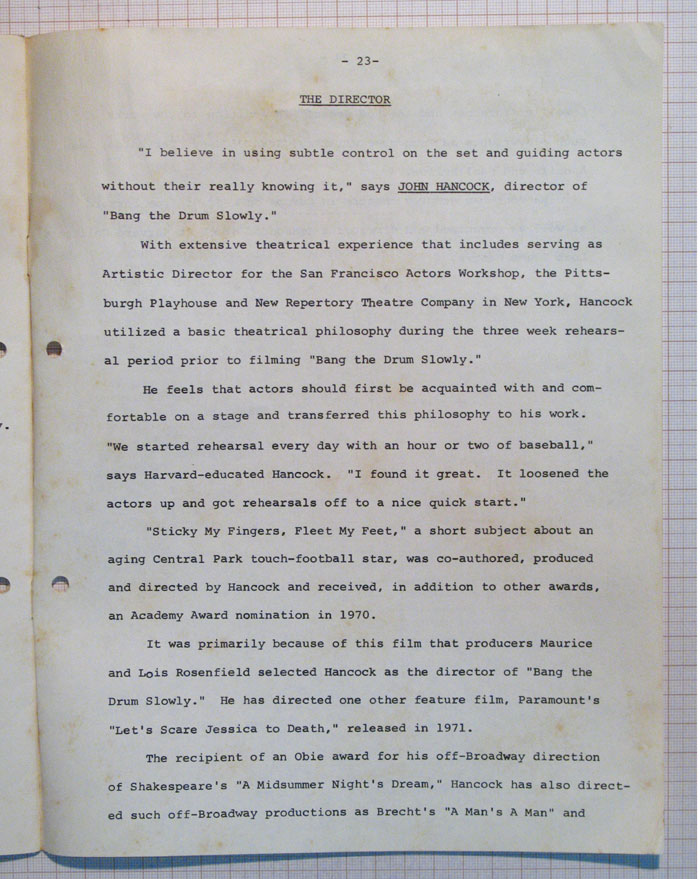 - 23-
THE DIRECTOR
"I believe in using subtle control on the set and guiding actors
without their really knowing it," says JOHN HANCOCK, director of
"Bang the Drum Slowly."
With extensive theatrical experience that includes serving as
Artistic Director for the San Francisco Actors Workshop, the Pitts-
burgh Playhouse and New Repertory Theatre Company in New York, Hancock
utilized a basic theatrical philosophy during the three week rehears-
al period prior to filming "Bang the Drum Slowly."
He feels that actors should first be acquainted with and com-
fortable on a stage and transferred this philosophy to his work.
"We started rehearsal every day with an hour or two of baseball,"
says Harvard-educated Hancock.  "I found it great.  It loosened the
actors up and got rehearsals off to a nice quick start."
"Sticky My Fingers, Fleet My Feet," a short subject about an
aging Central Park touch-football star, was co-authored, produced
and directed by Hancock and received, in addition to other awards,
an Academy Award nomination in 1970.
It was primarily because of this film that producers Maurice
and Lois Rosenfield selected Hancock as the director of "Bang the
Drum Slowly."  He has directed one other feature film, Paramount's
"Let's Scare Jessica to Death," released in 1971.
The recipient of an Obie award for his off-Broadway direction
of Shakespeare's "A Midsummer Night's Dream," Hancock has also direct-
ed such off-Broadway productions as Brecht's "A Man's A Man" and